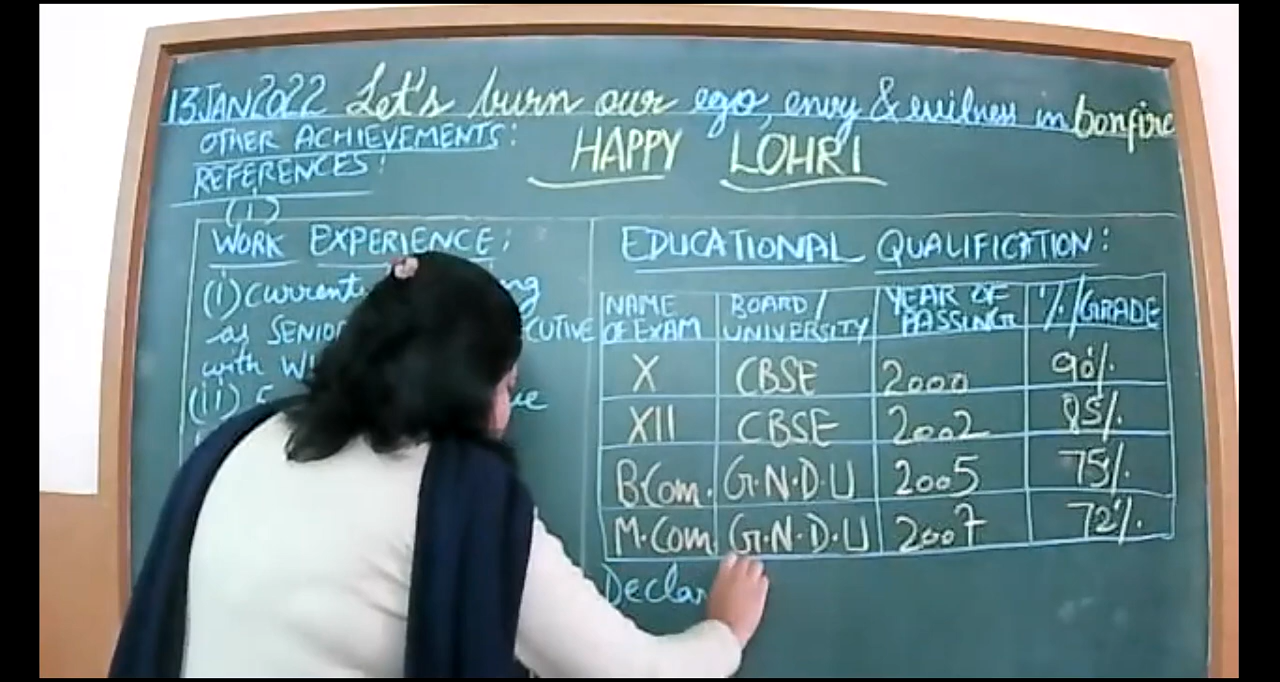 13JAN2022 Let's burn our ego, envy & evilness in bonfire
OTHER ACHIEVEMENTS:
HAPPY LOHRI
REFERENCES:
(i)
WORK EXPERIENCE:
(i) Current
as SENIOR
with
(ii)
EDUCATIONAL QUALIFICATION:
NAME OF EXAM BOARD/ UNIVERSITY YEAR OF PASSING %/GRADE
X CBSE 2000 90%
XII CBSE 2002 85%
B.Com. G.N.D.U 2005 75%
M.Com. G.N.D.U 2007 72%
Declar